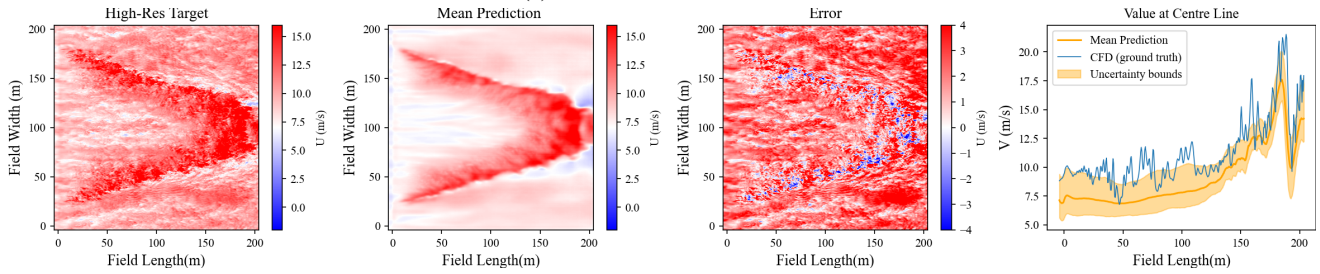 High-Res Target
Field Width (m)
200
150
100
50
0
0 50 100 150 200
Field Length(m)
15.0
12.5
10.0
7.5
5.0
2.5
0.0
U (m/s)
Mean Prediction
Field Width (m)
200
150
100
50
0
0 50 100 150 200
Field Length(m)
15.0
12.5
10.0
7.5
5.0
2.5
0.0
U (m/s)
Error
Field Width (m)
200
150
100
50
0
0 50 100 150 200
Field Length(m)
4
3
2
1
0
−1
−2
−3
−4
U (m/s)
Value at Centre Line
Mean Prediction
CFD (ground truth)
Uncertainty bounds
V (m/s)
20.0
17.5
15.0
12.5
10.0
7.5
5.0
0 50 100 150 200
Field Length(m)